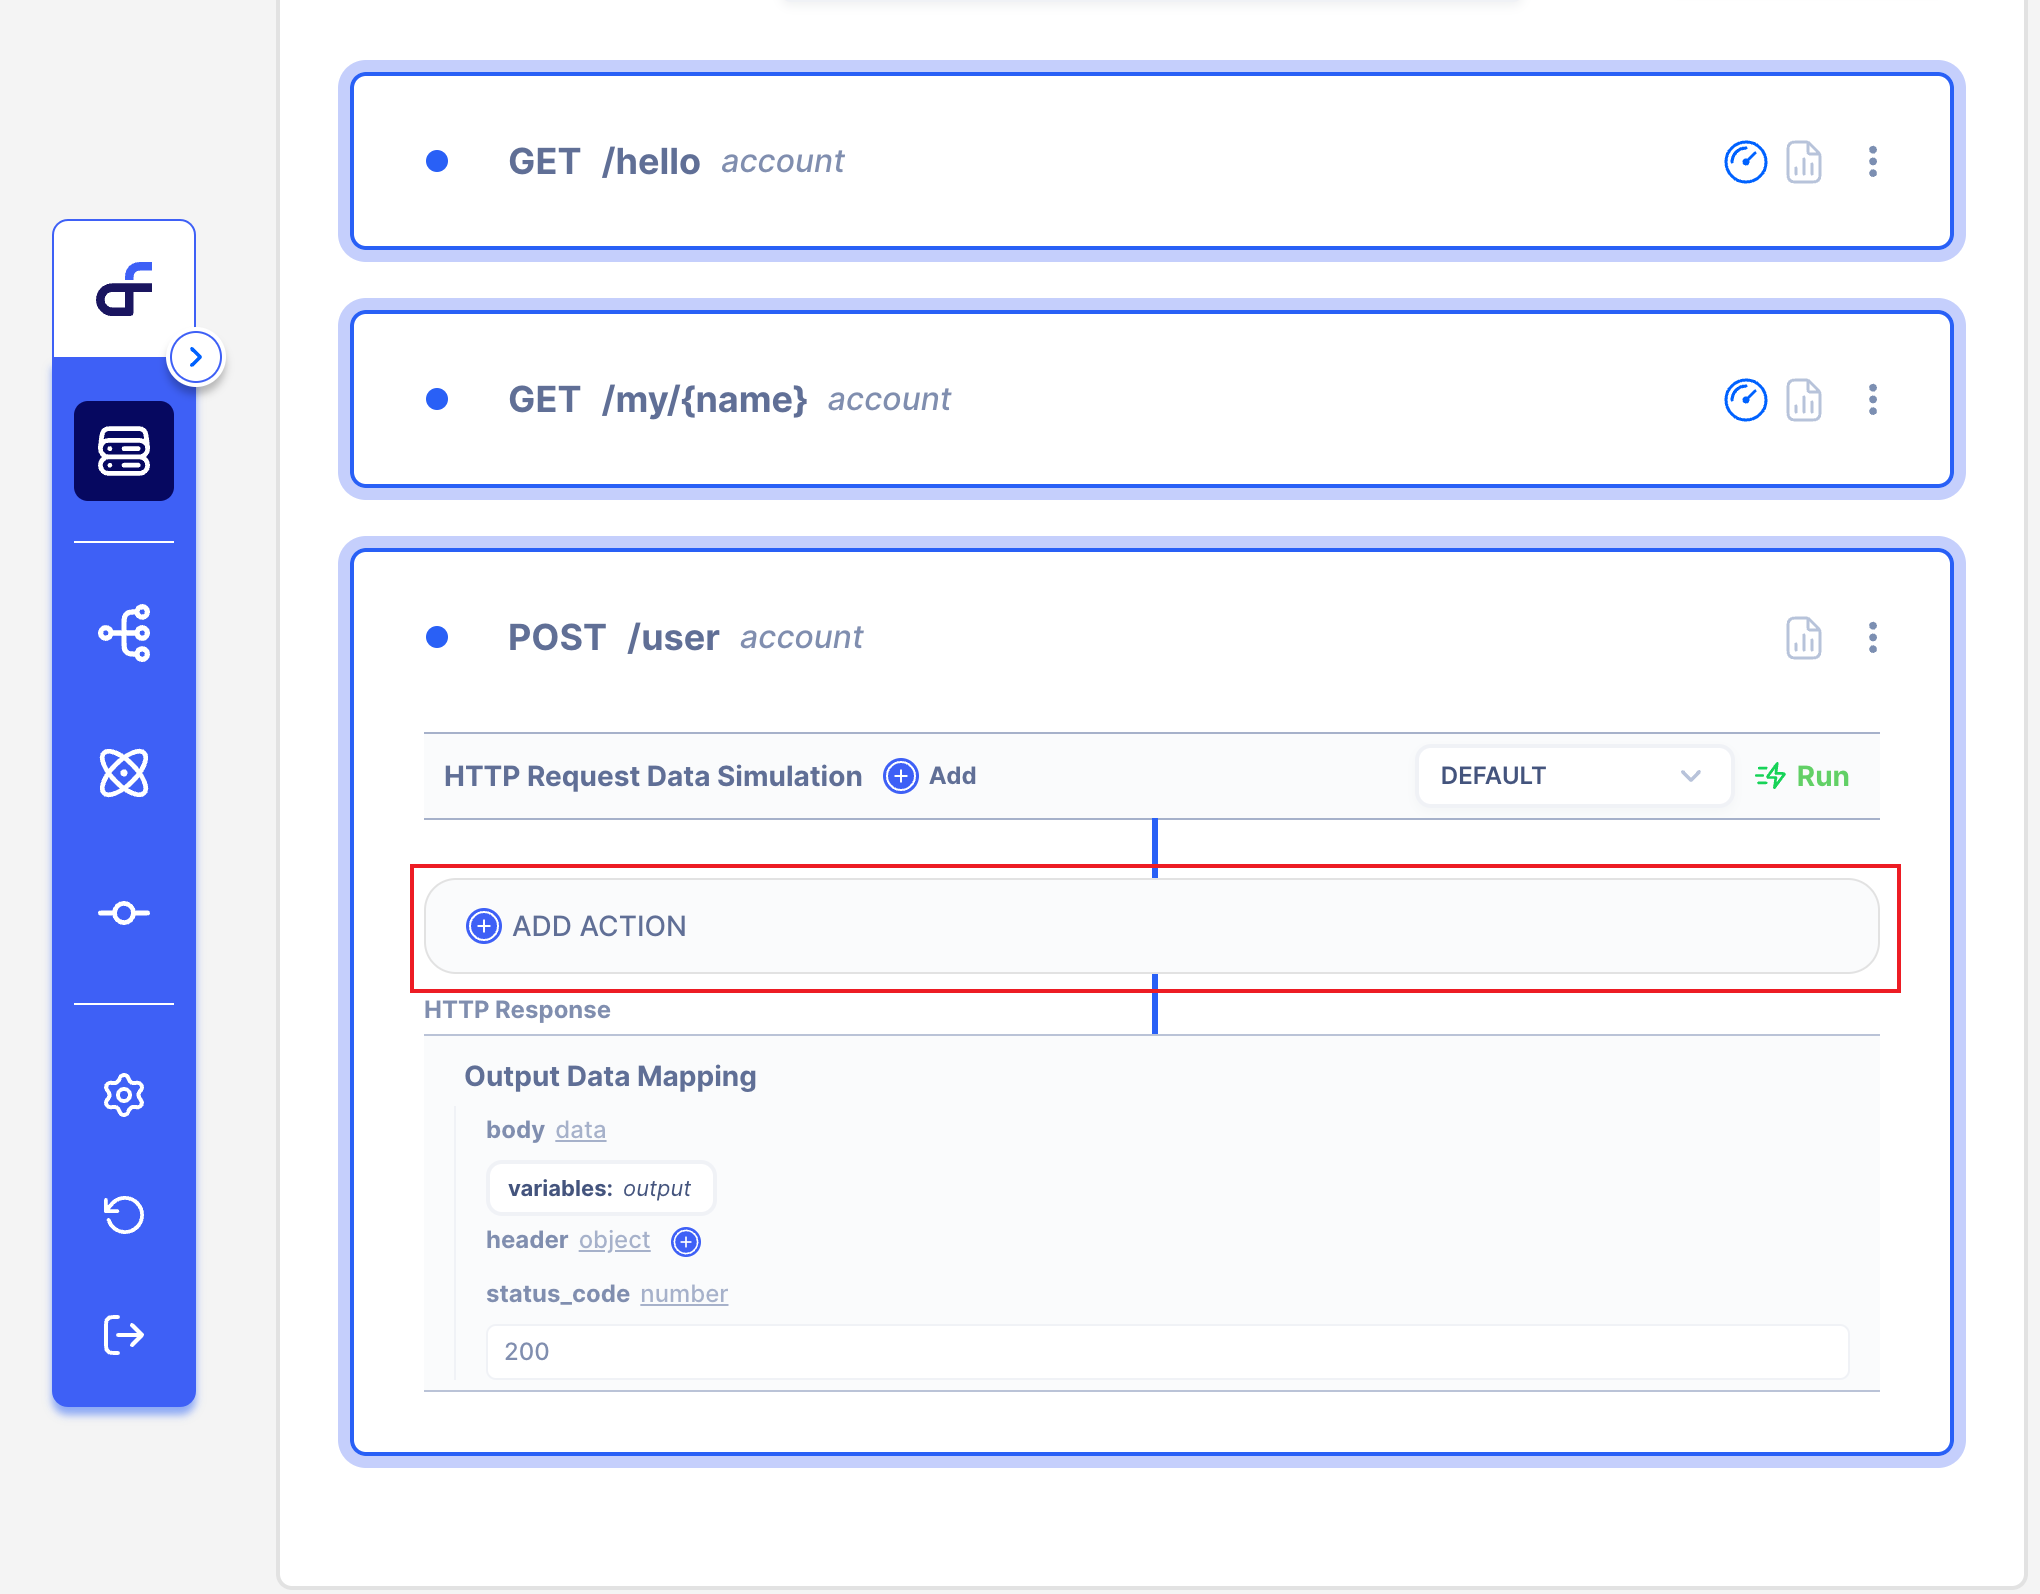 GET /hello account
GET /my/{name} account
POST /user account
HTTP Request Data Simulation Add DEFAULT Run
ADD ACTION
HTTP Response
Output Data Mapping
body data
variables: output
header object
status_code number
200